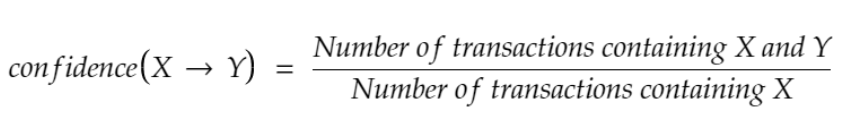 confidence(X → Y) = Number of transactions containing X and Y
Number of transactions containing X